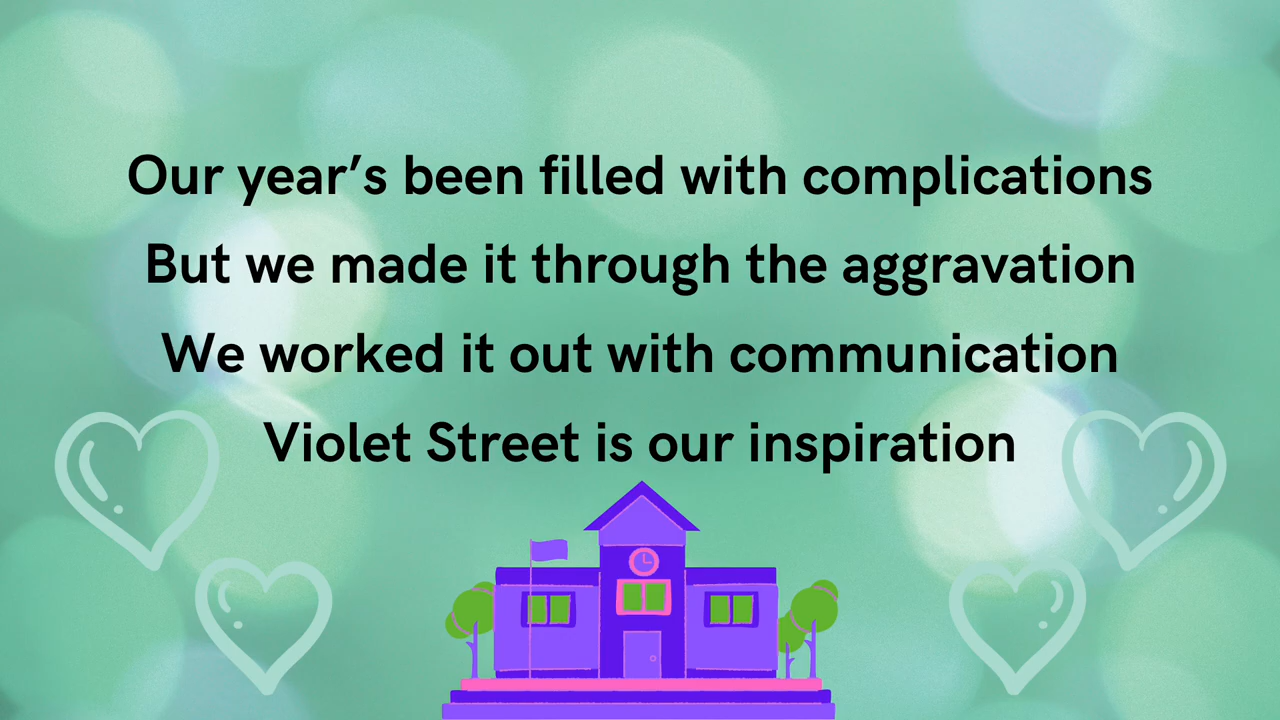 Our year’s been filled with complications
But we made it through the aggravation
We worked it out with communication
Violet Street is our inspiration